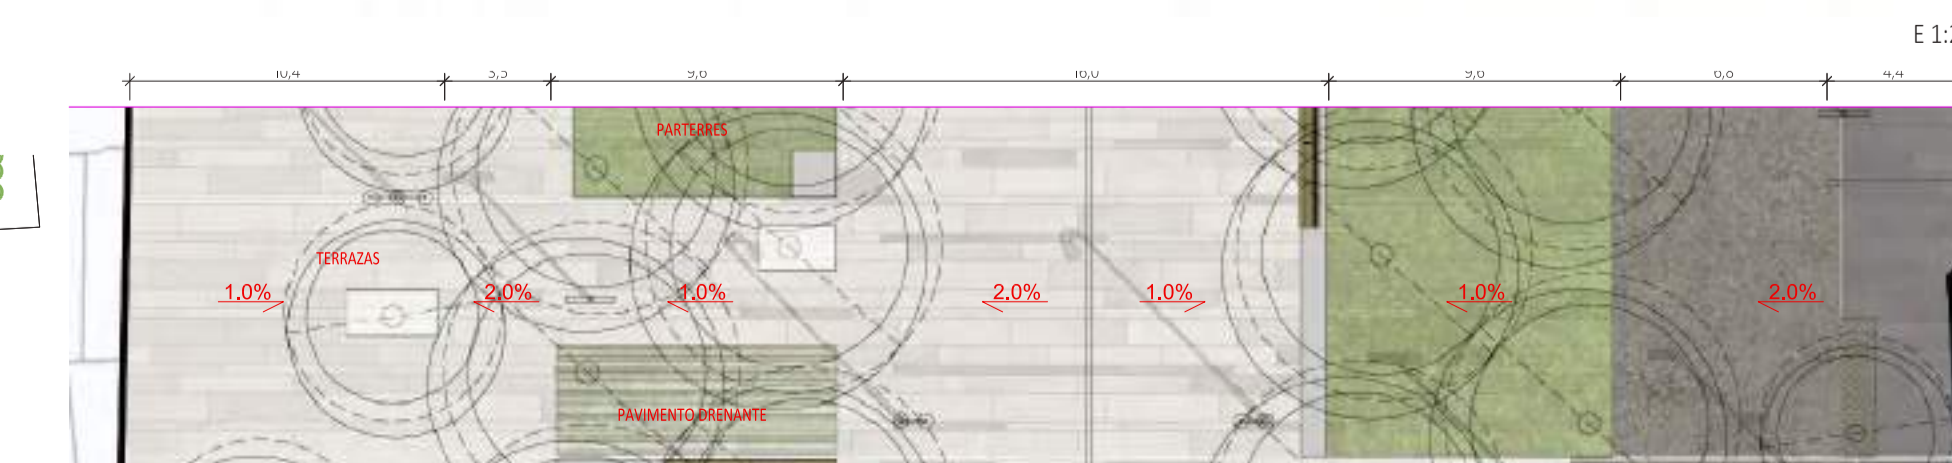 E 1:2
10,4 3,5 9,6 16,0 9,6 6,8 4,4
PARTERRES
TERRAZAS
1.0% 2.0% 1.0% 2.0% 1.0% 1.0% 2.0%
PAVIMENTO DRENANTE